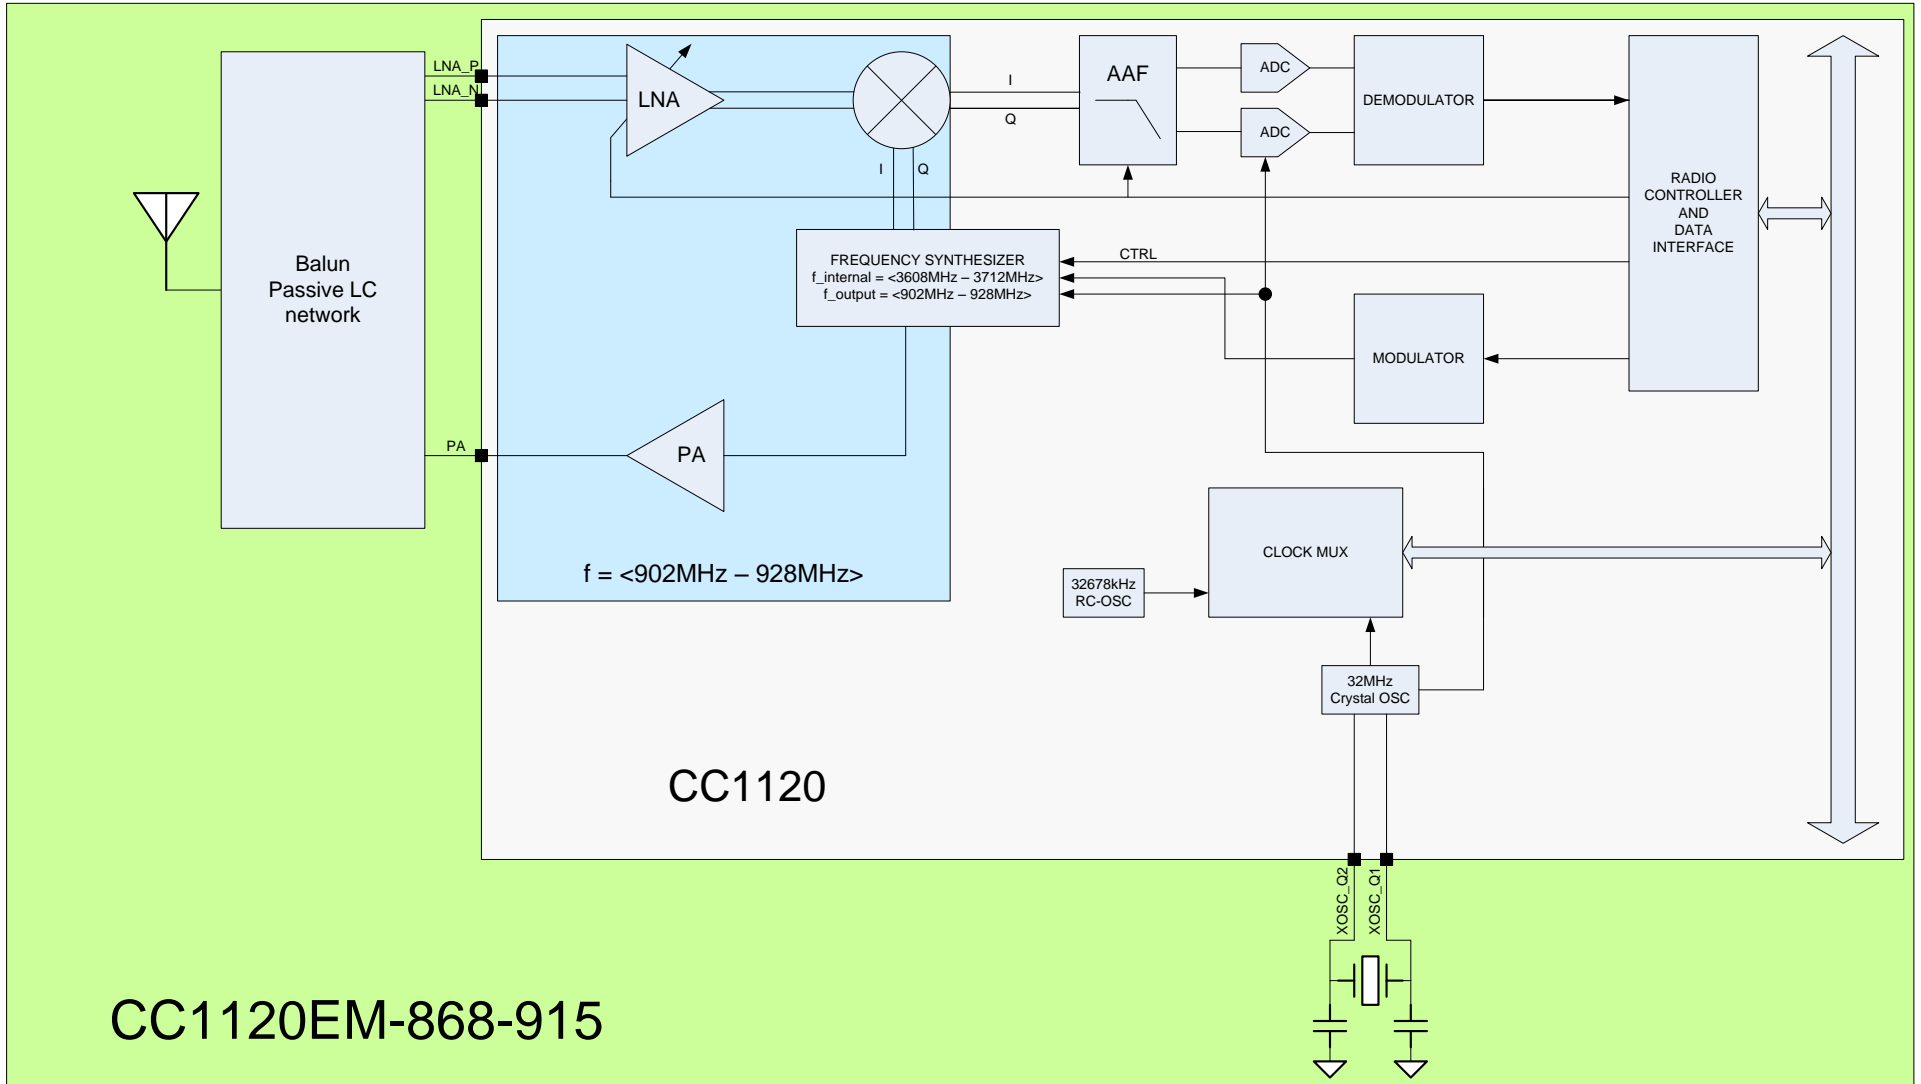 LNA_P
LNA_N
LNA
I
Q
AAF
ADC
ADC
DEMODULATOR
I
Q
RADIO
CONTROLLER
AND
DATA
INTERFACE
Balun
Passive LC
network
FREQUENCY SYNTHESIZER
f_internal = <3608MHz – 3712MHz>
f_output = <902MHz – 928MHz>
CTRL
MODULATOR
PA
PA
f = <902MHz – 928MHz>
CLOCK MUX
32678kHz
RC-OSC
32MHz
Crystal OSC
CC1120
XOSC_Q2
XOSC_Q1
CC1120EM-868-915